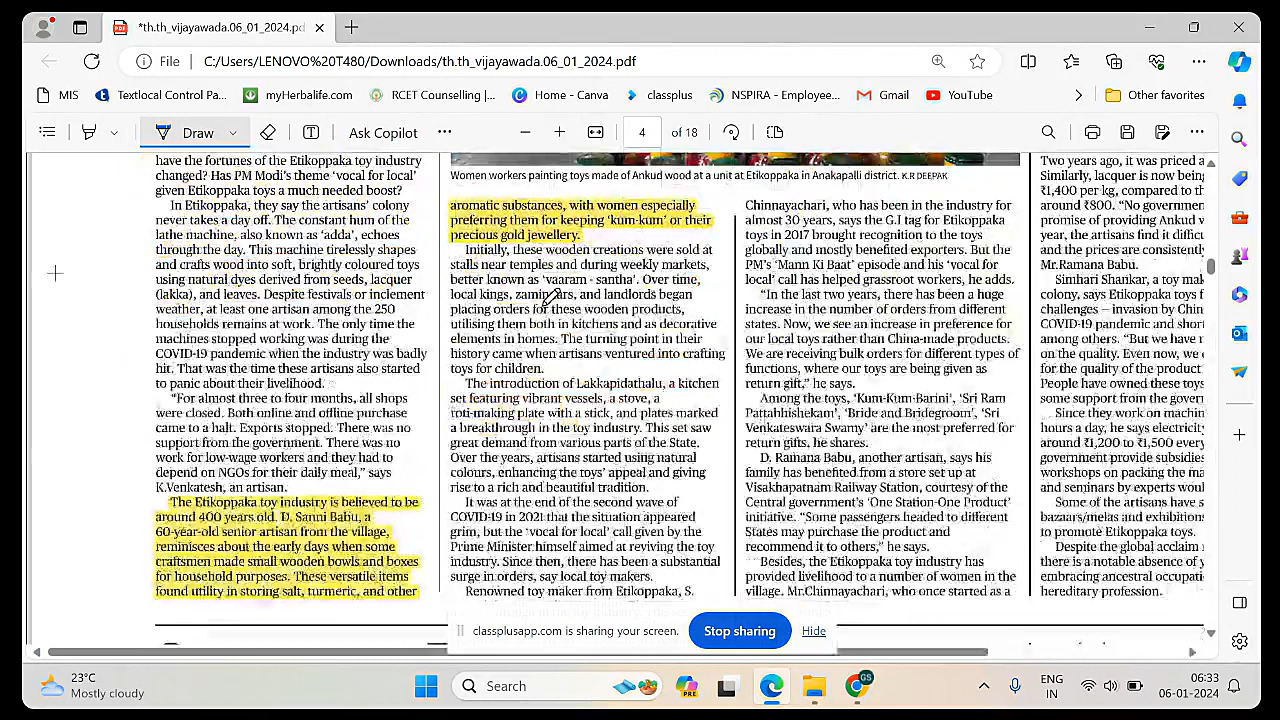 *th.th_vijayawada.06_01_2024.pd
File
C:/Users/LENOVO%20T480/Downloads/th.th_vijayawada.06_01_2024.pdf
MIS
Textlocal Control Pa...
myHerbalife.com
RCET Counselling |...
Home - Canva
classplus
NSPIRA - Employee...
Gmail
YouTube
Other favorites
Draw
Ask Copilot
4
of 18
have the fortunes of the Etikoppaka toy industry
changed? Has PM Modi's theme 'vocal for local'
given Etikoppaka toys a much needed boost?
In Etikoppaka, they say the artisans' colony
never takes a day off. The constant hum of the
lathe machine, also known as 'adda', echoes
through the day. This machine tirelessly shapes
and crafts wood into soft, brightly coloured toys
using natural dyes derived from seeds, lacquer
(lakka), and leaves. Despite festivals or inclement
weather, at least one artisan among the 250
households remains at work. The only time the
machines stopped working was during the
COVID-19 pandemic when the industry was badly
hit. That was the time these artisans also started
to panic about their livelihood.
"For almost three to four months, all shops
were closed. Both online and offline purchase
came to a halt. Exports stopped. There was no
support from the government. There was no
work for low-wage workers and they had to
depend on NGOs for their daily meal," says
K.Venkatesh, an artisan.
The Etikoppaka toy industry is believed to be
around 400 years old. D. Sanni Babu, a
60-year-old senior artisan from the village,
reminisces about the early days when some
craftsmen made small wooden bowls and boxes
for household purposes. These versatile items
found utility in storing salt, turmeric, and other
Women workers painting toys made of Ankud wood at a unit at Etikoppaka in Anakapalli district. K.R DEEPAK
aromatic substances, with women especially
preferring them for keeping 'kum-kum' or their
precious gold jewellery.
Initially, these wooden creations were sold at
stalls near temples and during weekly markets,
better known as 'vaaram - santha'. Over time,
local kings, zamindars, and landlords began
placing orders for these wooden products,
utilising them both in kitchens and as decorative
elements in homes. The turning point in their
history came when artisans ventured into crafting
toys for children.
The introduction of Lakkapidathalu, a kitchen
set featuring vibrant vessels, a stove, a
roti-making plate with a stick, and plates marked
a breakthrough in the toy industry. This set saw
great demand from various parts of the State.
Over the years, artisans started using natural
colours, enhancing the toys' appeal and giving
rise to a rich and beautiful tradition.
It was at the end of the second wave of
COVID-19 in 2021 that the situation appeared
grim, but the 'vocal for local' call given by the
Prime Minister himself aimed at reviving the toy
industry. Since then, there has been a substantial
surge in orders, say local toy makers.
Renowned toy maker from Etikoppaka, S.
Chinnayachari, who has been in the industry for
almost 30 years, says the G.I tag for Etikoppaka
toys in 2017 brought recognition to the toys
globally and mostly benefited exporters. But the
PM's 'Mann Ki Baat' episode and his 'vocal for
local' call has helped grassroot workers, he adds.
"In the last two years, there has been a huge
increase in the number of orders from different
states. Now, we see an increase in preference for
our local toys rather than China-made products.
We are receiving bulk orders for different types of
functions, where our toys are being given as
return gift," he says.
Among the toys, 'Kum-Kum-Barini', 'Sri Ram
Pattabhishekam', 'Bride and Bridegroom', 'Sri
Venkateswara Swamy' are the most preferred for
return gifts, he shares.
D. Ramana Babu, another artisan, says his
family has benefited from a store set up at
Visakhapatnam Railway Station, courtesy of the
Central government's 'One Station-One Product'
initiative. "Some passengers headed to different
States may purchase the product and
recommend it to others," he says.
Besides, the Etikoppaka toy industry has
provided livelihood to a number of women in the
village. Mr.Chinnayachari, who once started as a
Two years ago, it was priced a
Similarly, lacquer is now being
₹1,400 per kg, compared to th
around ₹800. "No government
promise of providing Ankud w
year, the artisans find it difficu
and the prices are consistently
Mr.Ramana Babu.
Simhari Shankar, a toy mak
colony, says etikoppaka toys f
challenges – invasion by China
COVID-19 pandemic and short
among others. "But we have n
on the quality. Even now, we d
for the quality of the product
People have owned these toys
some support from the govern
Since they work on machin
hours a day, he says electricity
around ₹1,200 to ₹1,500 every
government provide subsidies
workshops on packing the ma
and seminars by experts woul
Some of the artisans have s
bazaars/melas and exhibitions
to promote Etikoppaka toys.
Despite the global acclaim
there is a notable absence of y
embracing ancestral occupatio
hereditary profession.
classplusapp.com is sharing your screen.
Stop sharing
Hide
23°C
Mostly cloudy
Search
PRE
GS
ENG
IN
06:33
06-01-2024